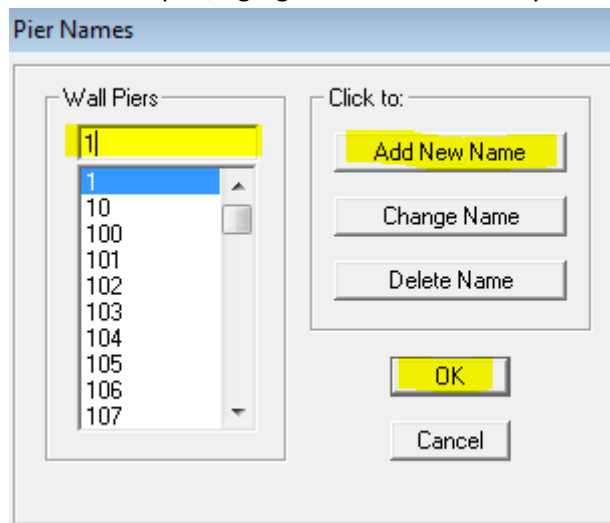 Pier Names
Wall Piers
1
1
10
100
101
102
103
104
105
106
107
Click to:
Add New Name
Change Name
Delete Name
OK
Cancel